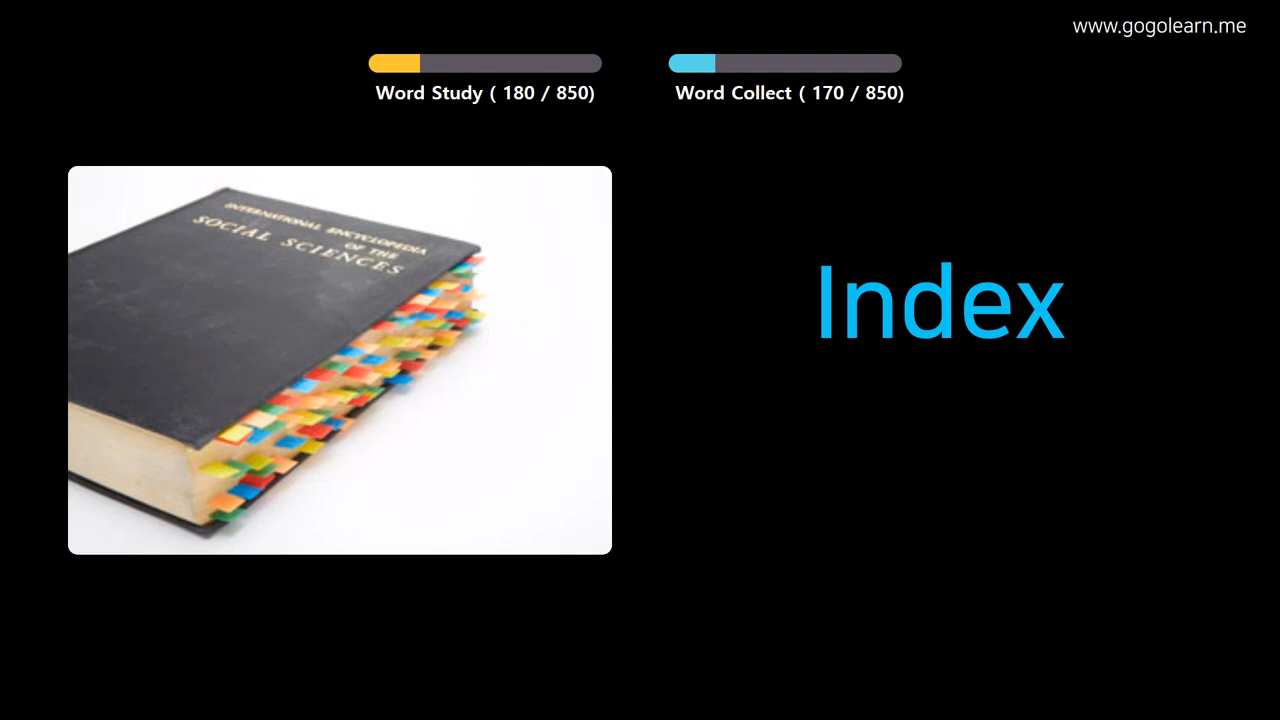 www.gogolearn.me
Word Study ( 180 / 850)
Word Collect ( 170 / 850)
INTERNATIONAL ENCYCLOPEDIA
OF THE
SOCIAL SCIENCES
Index